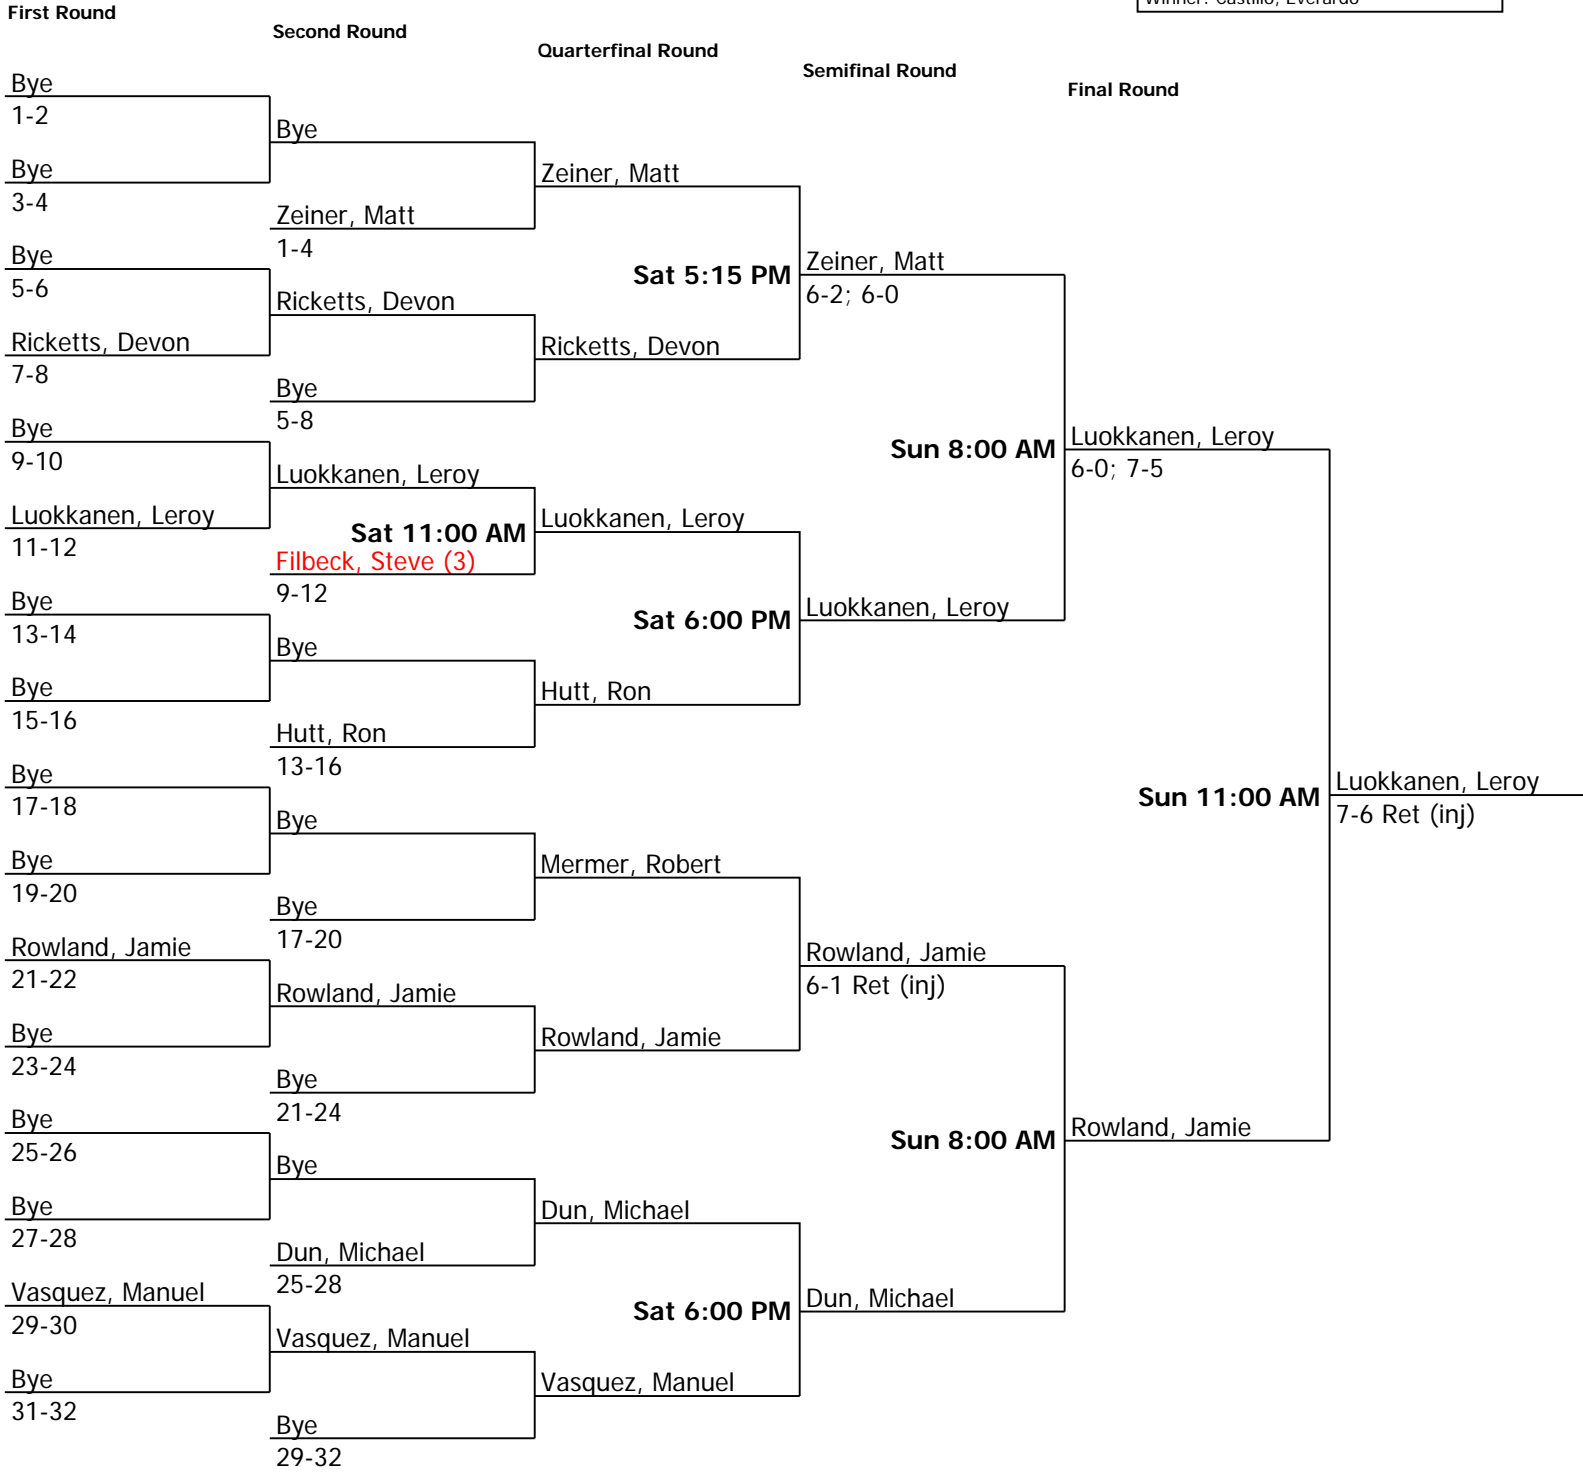 Winner: Castillo, Everardo
First Round
Second Round
Quarterfinal Round
Semifinal Round
Final Round
Bye
1-2
Bye
3-4
Bye
5-6
Ricketts, Devon
7-8
Bye
9-10
Luokkanen, Leroy
11-12
Bye
13-14
Bye
15-16
Bye
17-18
Bye
19-20
Rowland, Jamie
21-22
Bye
23-24
Bye
25-26
Bye
27-28
Vasquez, Manuel
29-30
Bye
31-32
Bye
Zeiner, Matt
1-4
Ricketts, Devon
Bye
5-8
Luokkanen, Leroy
Sat 11:00 AM
Filbeck, Steve (3)
9-12
Bye
Hutt, Ron
13-16
Bye
Bye
17-20
Rowland, Jamie
Bye
21-24
Bye
Dun, Michael
25-28
Vasquez, Manuel
Bye
29-32
Zeiner, Matt
Sat 5:15 PM
Ricketts, Devon
Luokkanen, Leroy
Sat 6:00 PM
Hutt, Ron
Mermer, Robert
Rowland, Jamie
Dun, Michael
Sat 6:00 PM
Vasquez, Manuel
Zeiner, Matt
6-2; 6-0
Sun 8:00 AM
Luokkanen, Leroy
Rowland, Jamie
6-1 Ret (inj)
Sun 8:00 AM
Dun, Michael
Luokkanen, Leroy
6-0; 7-5
Sun 11:00 AM
Rowland, Jamie
Luokkanen, Leroy
7-6 Ret (inj)